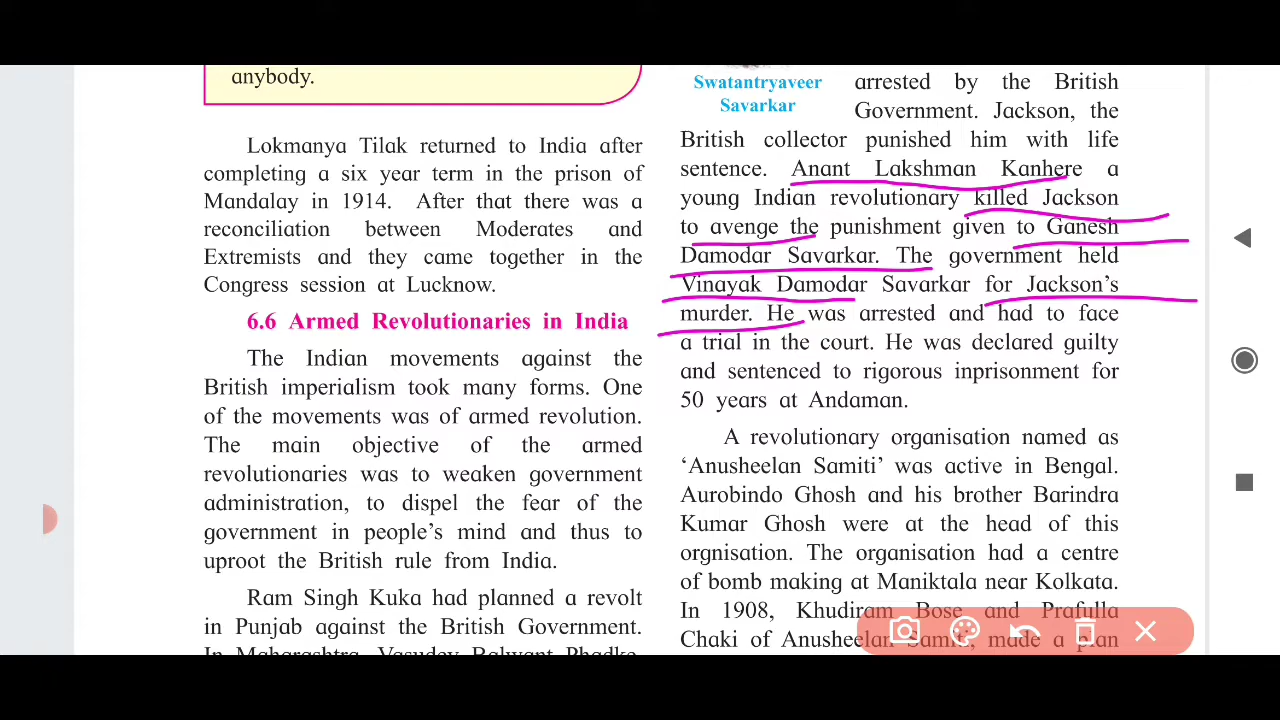 anybody.
Lokmanya Tilak returned to India after
completing a six year term in the prison of
Mandalay in 1914. After that there was a
reconciliation between Moderates and
Extremists and they came together in the
Congress session at Lucknow.
6.6 Armed Revolutionaries in India
The Indian movements against the
British imperialism took many forms. One
of the movements was of armed revolution.
The main objective of the armed
revolutionaries was to weaken government
administration, to dispel the fear of the
government in people's mind and thus to
uproot the British rule from India.
Ram Singh Kuka had planned a revolt
in Punjab against the British Government.
In Maharashtra, Vasudev Balwant Phadke
Swatantryaveer
Savarkar
arrested by the British
Government. Jackson, the
British collector punished him with life
sentence. Anant Lakshman Kanhere a
young Indian revolutionary killed Jackson
to avenge the punishment given to Ganesh
Damodar Savarkar. The government held
Vinayak Damodar Savarkar for Jackson's
murder. He was arrested and had to face
a trial in the court. He was declared guilty
and sentenced to rigorous inprisonment for
50 years at Andaman.
A revolutionary organisation named as
‘Anusheelan Samiti’ was active in Bengal.
Aurobindo Ghosh and his brother Barindra
Kumar Ghosh were at the head of this
orgnisation. The organisation had a centre
of bomb making at Maniktala near Kolkata.
In 1908, Khudiram Bose and Prafulla
Chaki of Anusheelan Samiti, made a plan